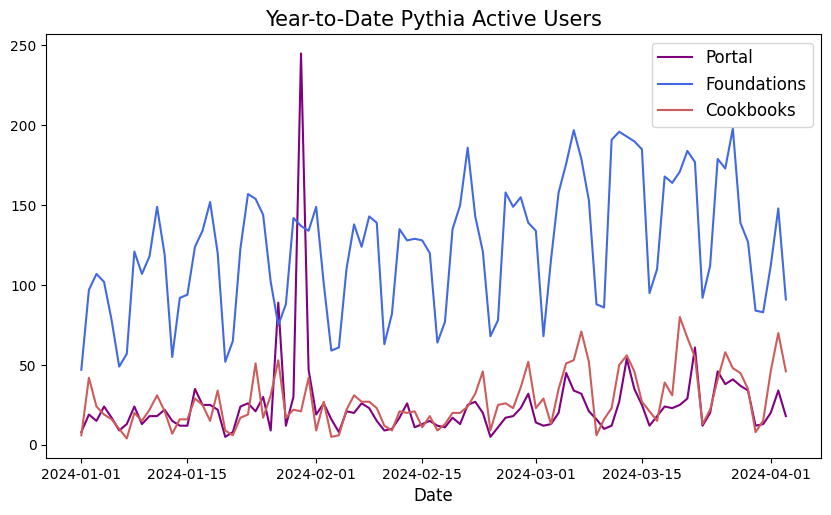 Year-to-Date Pythia Active Users
250
200
150
100
50
0
Portal
Foundations
Cookbooks
2024-01-01 2024-01-15 2024-02-01 2024-02-15 2024-03-01 2024-03-15 2024-04-01
Date